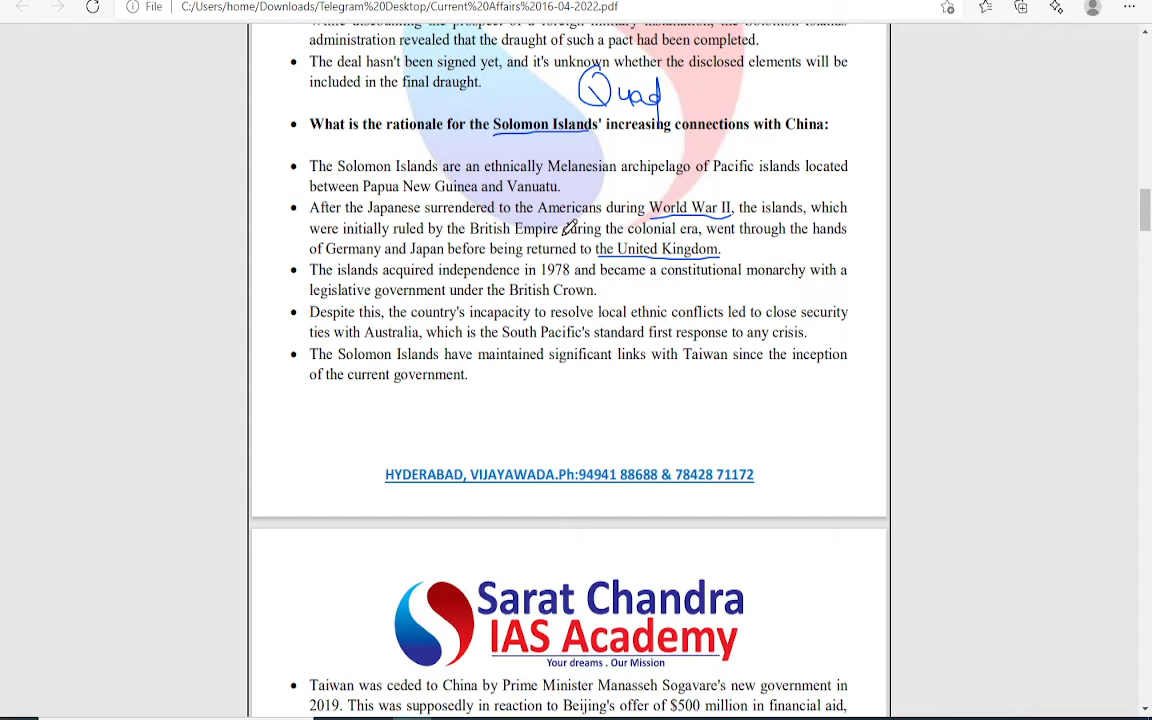 File
C:/Users/home/Downloads/Telegram%20Desktop/Current%20Affairs%2016-04-2022.pdf
administration revealed that the draught of such a pact had been completed.
• The deal hasn't been signed yet, and it's unknown whether the disclosed elements will be
included in the final draught.
Quad
• What is the rationale for the Solomon Islands' increasing connections with China:
• The Solomon Islands are an ethnically Melanesian archipelago of Pacific islands located
between Papua New Guinea and Vanuatu.
• After the Japanese surrendered to the Americans during World War II, the islands, which
were initially ruled by the British Empire during the colonial era, went through the hands
of Germany and Japan before being returned to the United Kingdom.
• The islands acquired independence in 1978 and became a constitutional monarchy with a
legislative government under the British Crown.
• Despite this, the country's incapacity to resolve local ethnic conflicts led to close security
ties with Australia, which is the South Pacific's standard first response to any crisis.
• The Solomon Islands have maintained significant links with Taiwan since the inception
of the current government.
HYDERABAD, VIJAYAWADA.Ph:94941 88688 & 78428 71172
Sarat Chandra
IAS Academy
Your dreams . Our Mission
• Taiwan was ceded to China by Prime Minister Manasseh Sogavare's new government in
2019. This was supposedly in reaction to Beijing's offer of $500 million in financial aid,